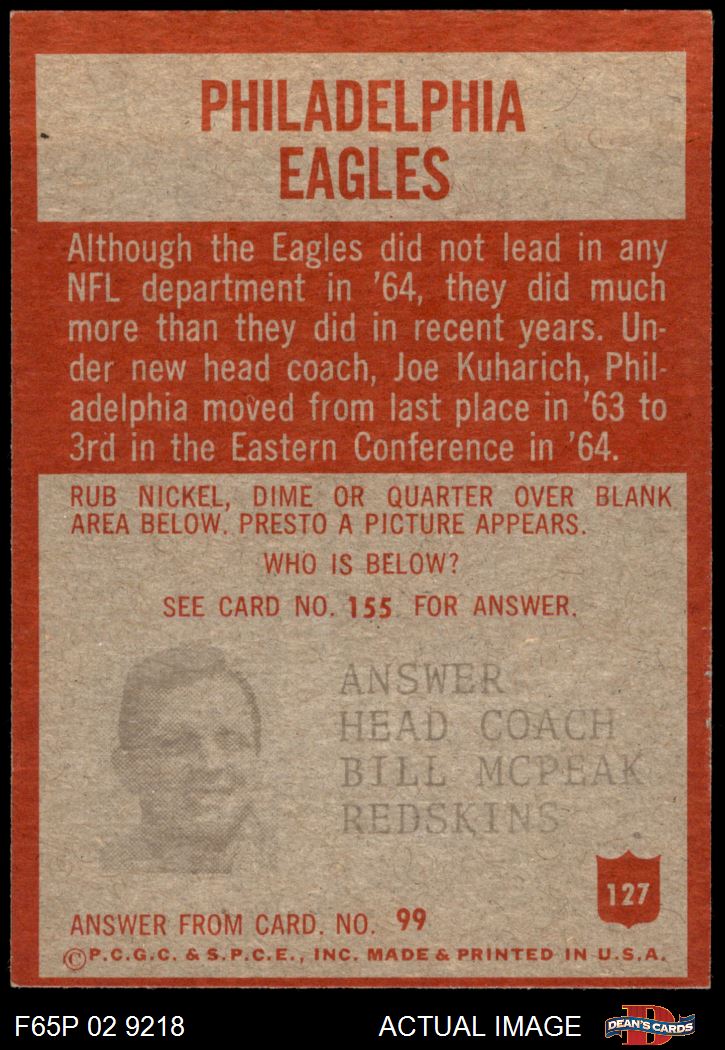 PHILADELPHIA
EAGLES
Although the Eagles did not lead in any
NFL department in '64, they did much
more than they did in recent years. Un-
der new head coach, Joe Kuharich, Phil-
adelphia moved from last place in '63 to
3rd in the Eastern Conference in '64.
RUB NICKEL, DIME OR QUARTER OVER BLANK
AREA BELOW. PRESTO A PICTURE APPEARS.
WHO IS BELOW?
SEE CARD NO. 155 FOR ANSWER.
ANSWER
HEAD COACH
BILL MCPEAK
REDSKINS
127
ANSWER FROM CARD. NO. 99
©P.C.G.C. & S.P.C.E., INC. MADE & PRINTED IN U.S.A.
F65P 02 9218 ACTUAL IMAGE DEAN'S CARDS